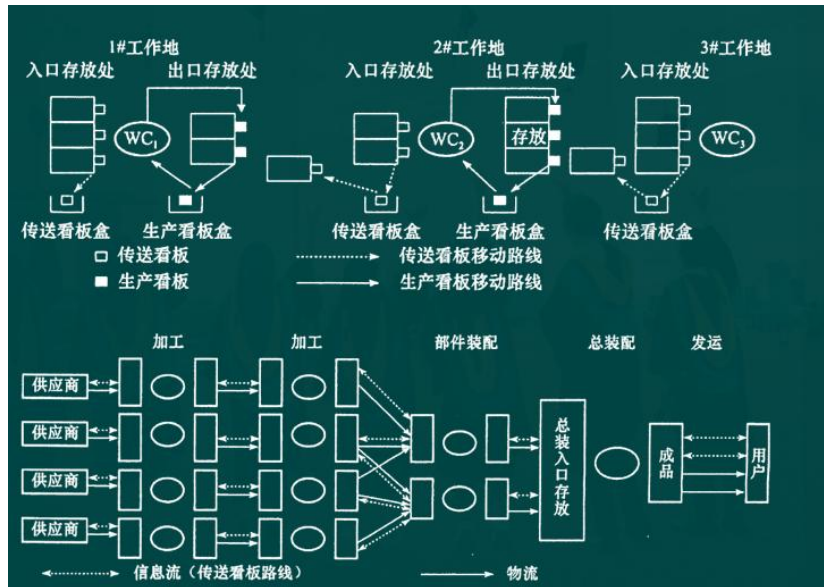 1#工作地
2#工作地
3#工作地
入口存放处
出口存放处
入口存放处
出口存放处
入口存放处
WC1
WC2
存放
WC3
传送看板盒
生产看板盒
传送看板盒
生产看板盒
传送看板盒
传送看板
传送看板移动路线
生产看板
生产看板移动路线
加工
加工
部件装配
总装配
发运
供应商
供应商
供应商
供应商
总装入口存放
成品
用户
信息流（传送看板路线）
物流